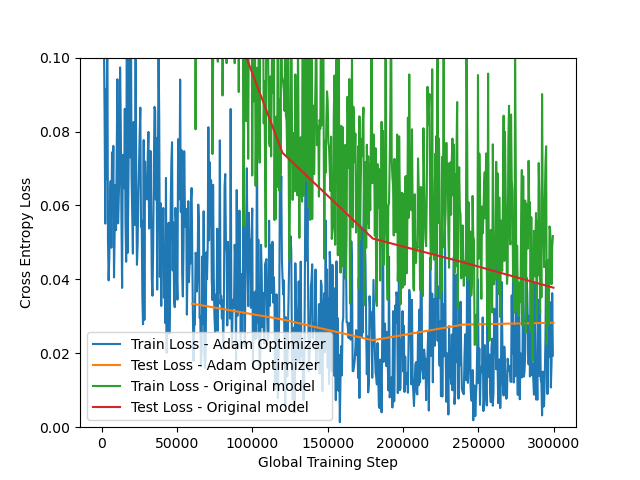 0.10
0.08
0.06
0.04
0.02
0.00
Cross Entropy Loss
Train Loss - Adam Optimizer
Test Loss - Adam Optimizer
Train Loss - Original model
Test Loss - Original model
0 50000 100000 150000 200000 250000 300000
Global Training Step